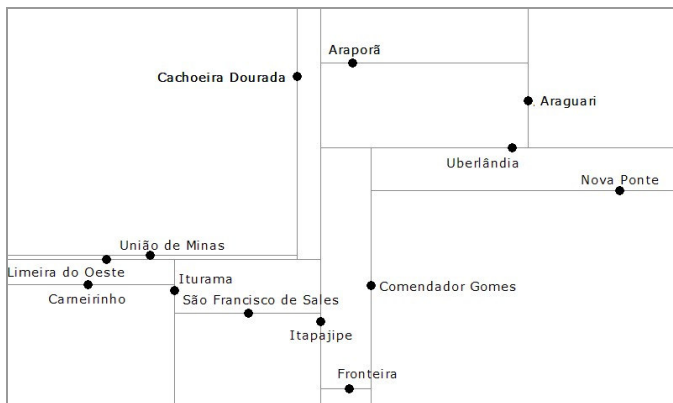 Araporã
Cachoeira Dourada
Araguari
Uberlândia
Nova Ponte
União de Minas
Limeira do Oeste
Iturama
Carneirinho
São Francisco de Sales
Comendador Gomes
Itapajipe
Fronteira